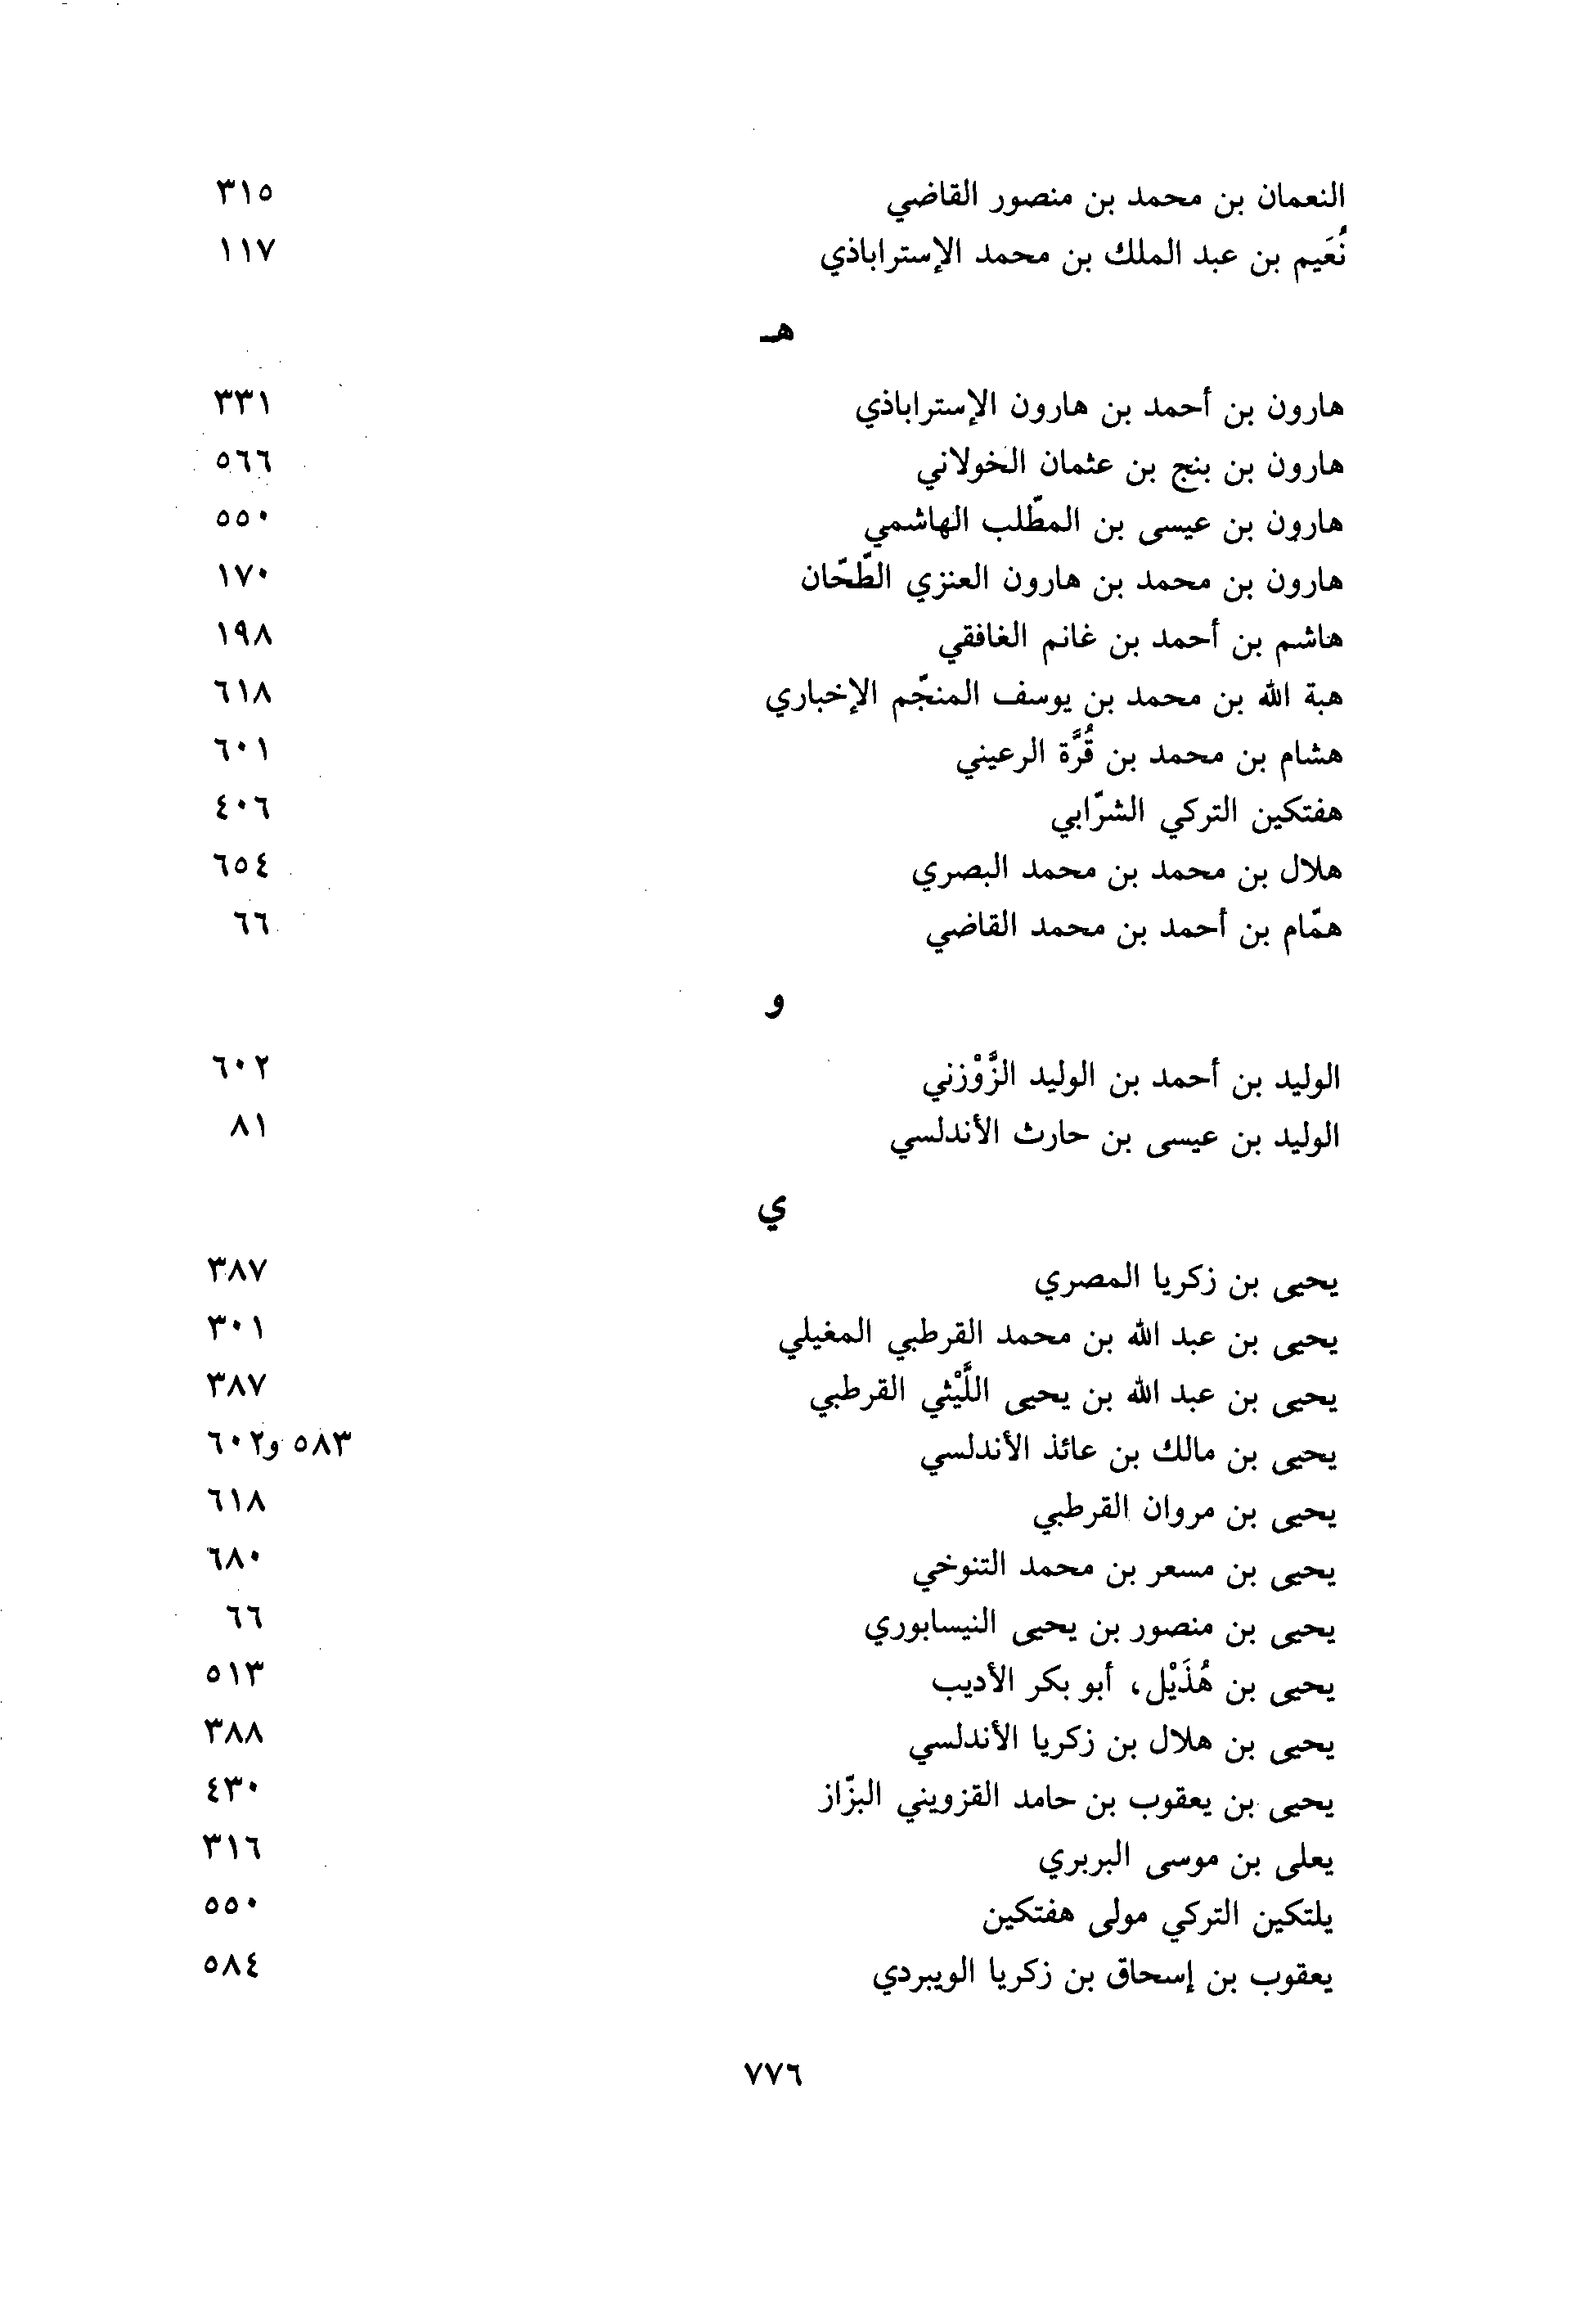 النعمان بن محمد بن منصور القاضي ٣١٥
نُعَيم بن عبد الملك بن محمد الإستراباذي ١١٧
هـ
هارون بن أحمد بن هارون الإستراباذي ٣٣١
هارون بن بنج بن عثمان الخولاني ٥٦٦
هارون بن عيسى بن المطّلب الهاشمي ٥٥٠
هارون بن محمد بن هارون العنزي الطّحّان ١٧٠
هاشم بن أحمد بن غانم الغافقي ١٩٨
هبة الله بن محمد بن يوسف المنجّم الإخباري ٦١٨
هشام بن محمد بن قُرَّة الرعيني ٦٠١
هفتكين التركي الشرّابي ٤٠٦
هلال بن محمد بن محمد البصري ٦٥٤
همّام بن أحمد بن محمد القاضي ٦٦
و
الوليد بن أحمد بن الوليد الزَّوْزني ٦٠٢
الوليد بن عيسى بن حارث الأندلسي ٨١
ي
يحيى بن زكريا المصري ٣٨٧
يحيى بن عبد الله بن محمد القرطبي المغيلي ٣٠١
يحيى بن عبد الله بن يحيى اللَّيْثي القرطبي ٣٨٧
يحيى بن مالك بن عائذ الأندلسي ٥٨٣ و٦٠٢
يحيى بن مروان القرطبي ٦١٨
يحيى بن مسعر بن محمد التنوخي ٦٨٠
يحيى بن منصور بن يحيى النيسابوري ٦٦
يحيى بن هُذَيْل، أبو بكر الأديب ٥١٣
يحيى بن هلال بن زكريا الأندلسي ٣٨٨
يحيى بن يعقوب بن حامد القزويني البزّاز ٤٣٠
يعلى بن موسى البربري ٣١٦
يلتكين التركي مولى هفتكين ٥٥٠
يعقوب بن إسحاق بن زكريا الويبردي ٥٨٤
٧٧٦